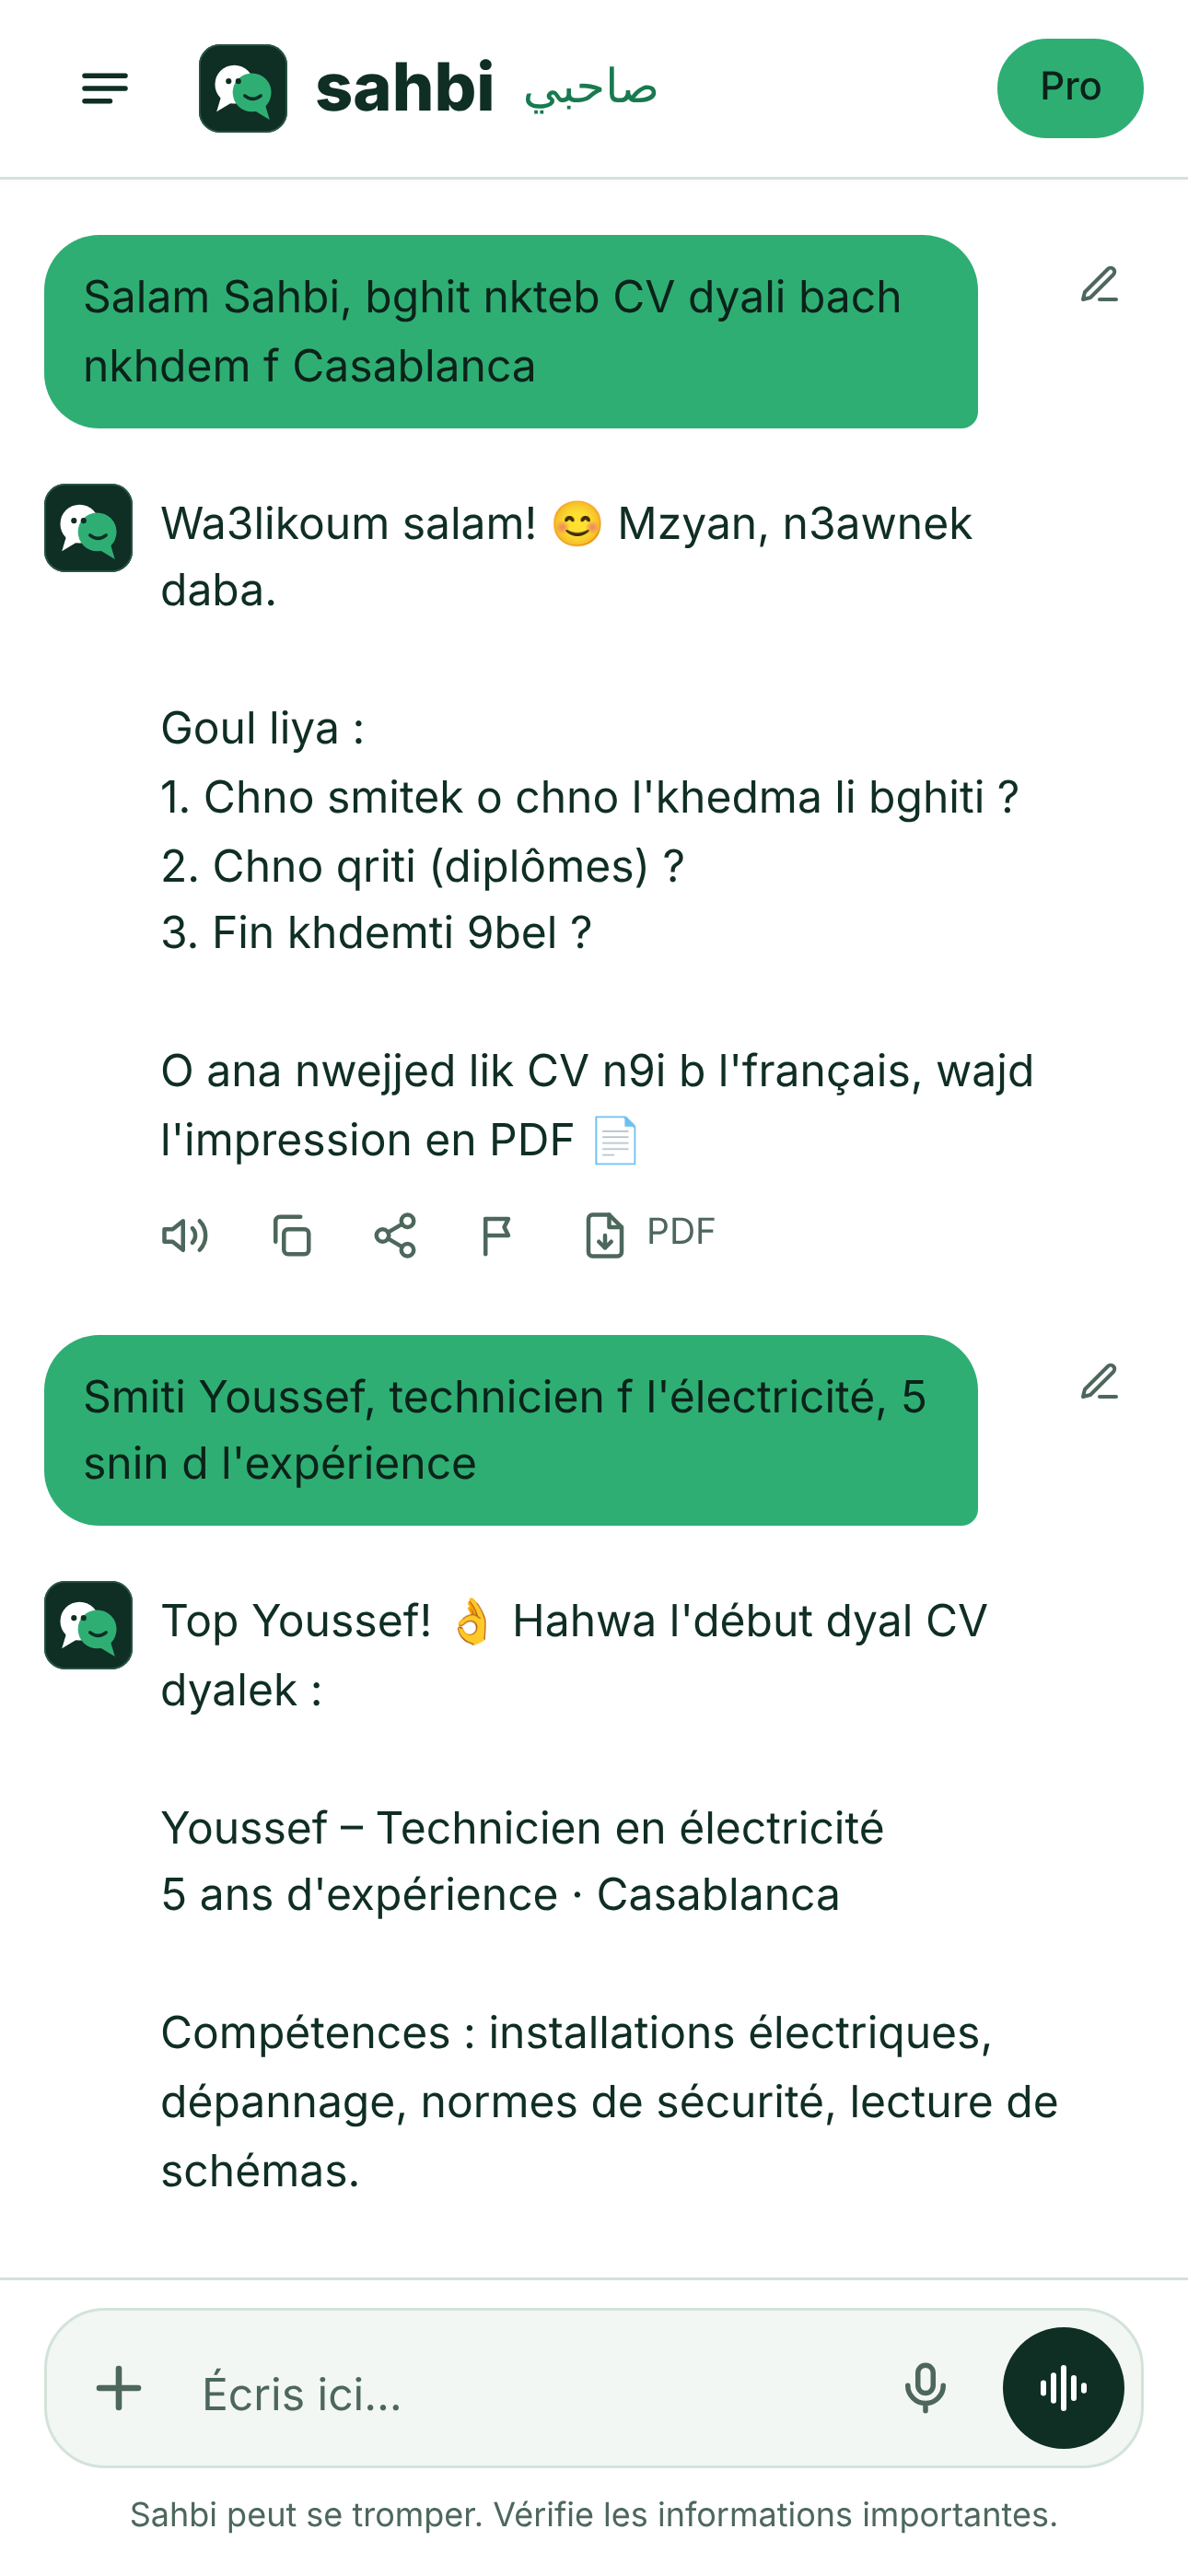 sahbi صاحبي
Pro
Salam Sahbi, bghit nkteb CV dyali bach
nkhdem f Casablanca
Wa3likoum salam! 😊 Mzyan, n3awnek
daba.
Goul liya :
1. Chno smitek o chno l'khedma li bghiti ?
2. Chno qriti (diplômes) ?
3. Fin khdemti 9bel ?
O ana nwejjed lik CV n9i b l'français, wajd
l'impression en PDF 📄
PDF
Smiti Youssef, technicien f l'électricité, 5
snin d l'expérience
Top Youssef! 👌 Hahwa l'début dyal CV
dyalek :
Youssef – Technicien en électricité
5 ans d'expérience · Casablanca
Compétences : installations électriques,
dépannage, normes de sécurité, lecture de
schémas.
Écris ici...
Sahbi peut se tromper. Vérifie les informations importantes.